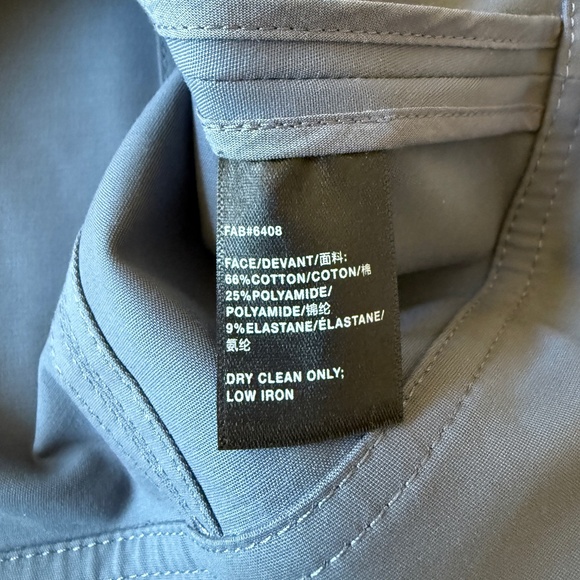 FAB#6408
FACE/DEVANT/面料:
66%COTTON/COTON/棉
25%POLYAMIDE/
POLYAMIDE/锦纶
9%ELASTANE/ÉLASTANE/
氨纶
DRY CLEAN ONLY;
LOW IRON